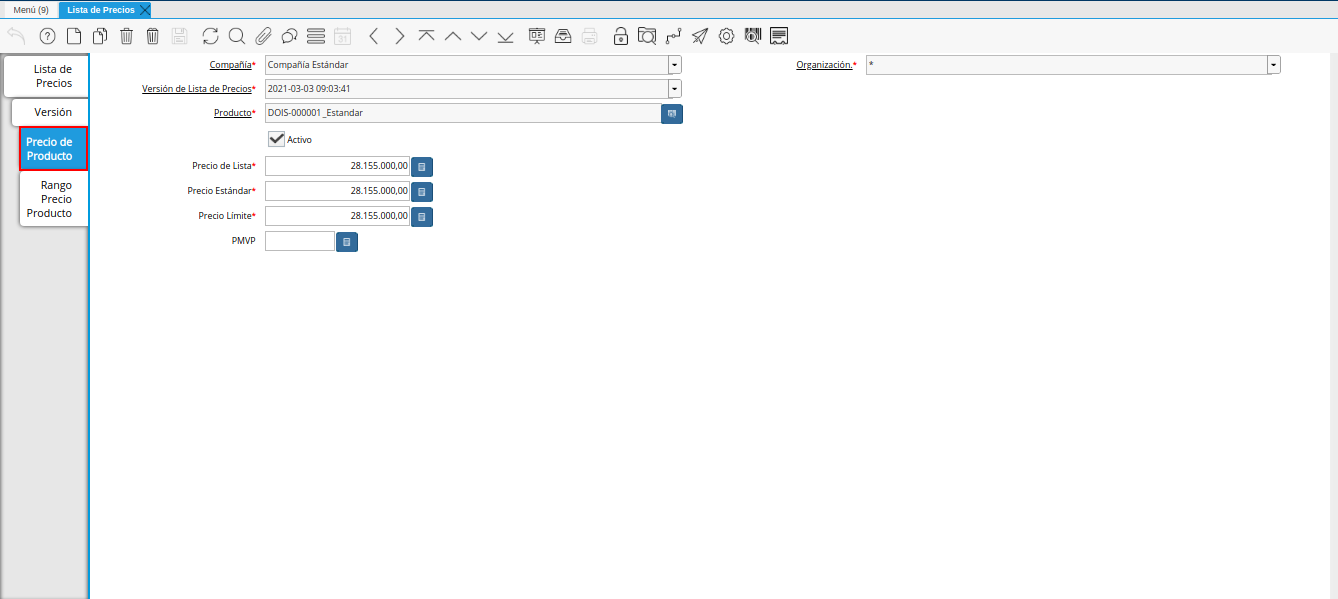 Menú (9)
Lista de Precios
31
Lista de
Precios
Versión
Precio de
Producto
Rango
Precio
Producto
Compañía*
Compañía Estándar
Organización.*
*
Versión de Lista de Precios*
2021-03-03 09:03:41
Producto*
DOIS-000001_Estandar
Activo
Precio de Lista*
28.155.000,00
Precio Estándar*
28.155.000,00
Precio Límite*
28.155.000,00
PMVP